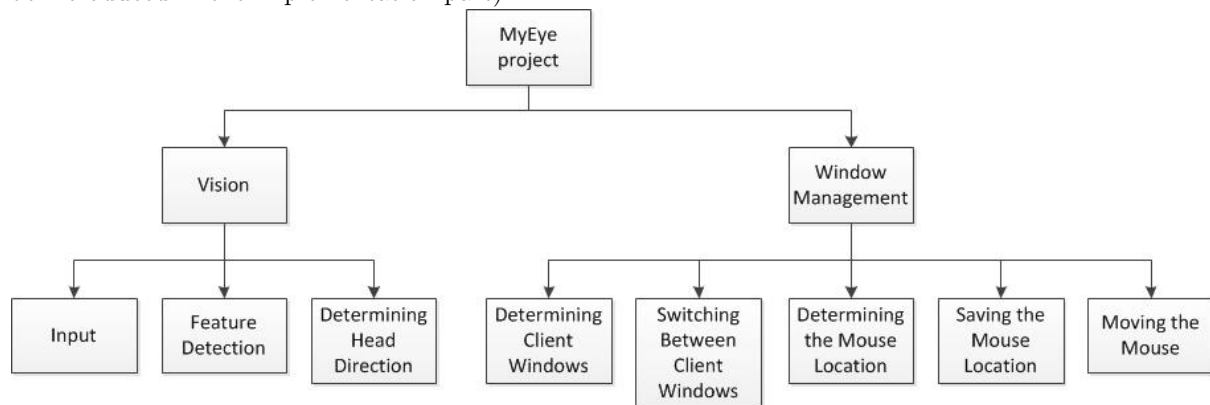 MyEye
project
Vision
Window
Management
Input
Feature
Detection
Determining
Head
Direction
Determining
Client
Windows
Switching
Between
Client
Windows
Determining
the Mouse
Location
Saving the
Mouse
Location
Moving the
Mouse